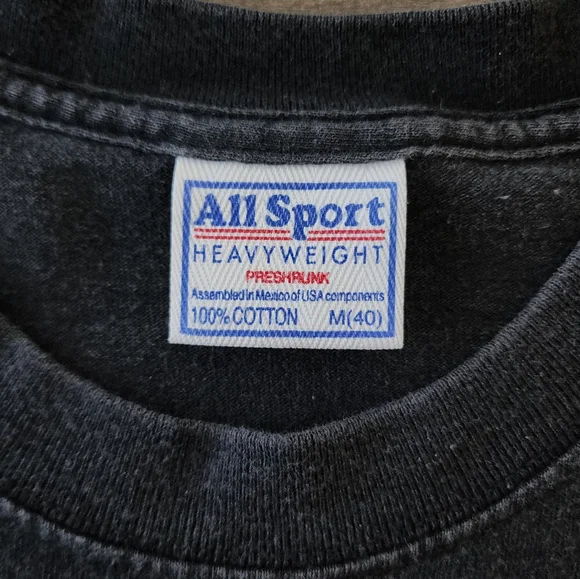 All Sport
HEAVYWEIGHT
PRESHRUNK
Assembled in Mexico of USA components
100% COTTON M(40)